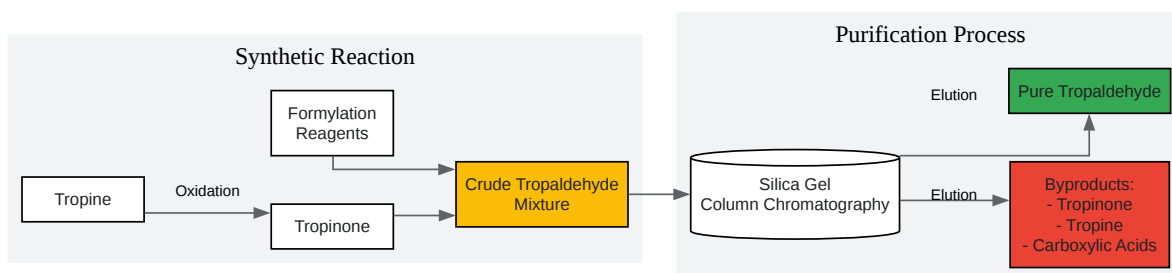 Synthetic Reaction
Formylation
Reagents
Tropine
Oxidation
Tropinone
Crude Tropaldehyde
Mixture
Purification Process
Silica Gel
Column Chromatography
Elution
Pure Tropaldehyde
Elution
Byproducts:
- Tropinone
- Tropine
- Carboxylic Acids